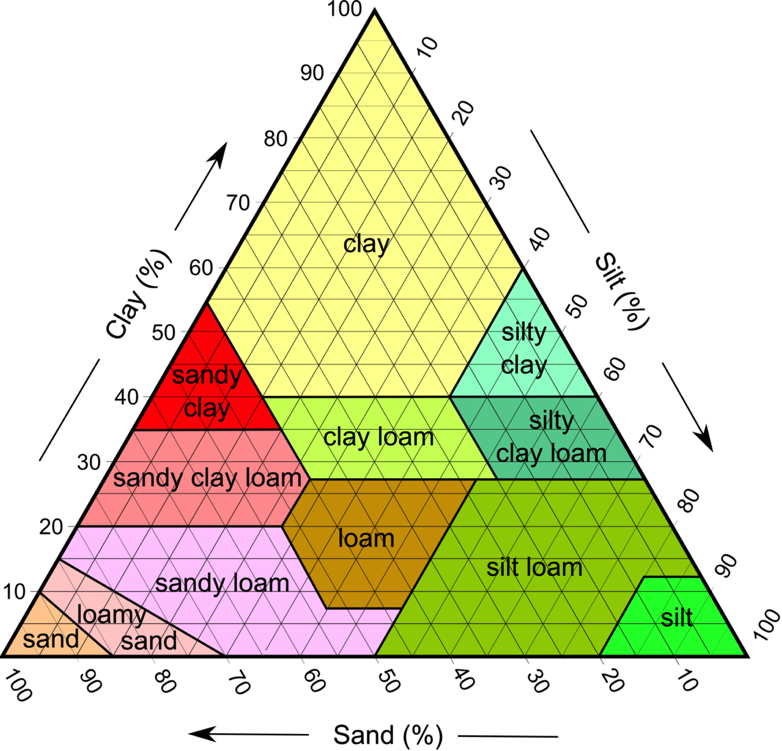 100
10
90
20
80
30
70
clay
40
60
Clay (%)
Silt (%)
50
50
silty
clay
60
sandy
clay
40
silty
clay loam
clay loam
70
30
sandy clay loam
80
20
loam
silt loam
90
sandy loam
10
loamy
sand
sand
silt
100
100
90
80
70
60
50
40
30
20
10
Sand (%)